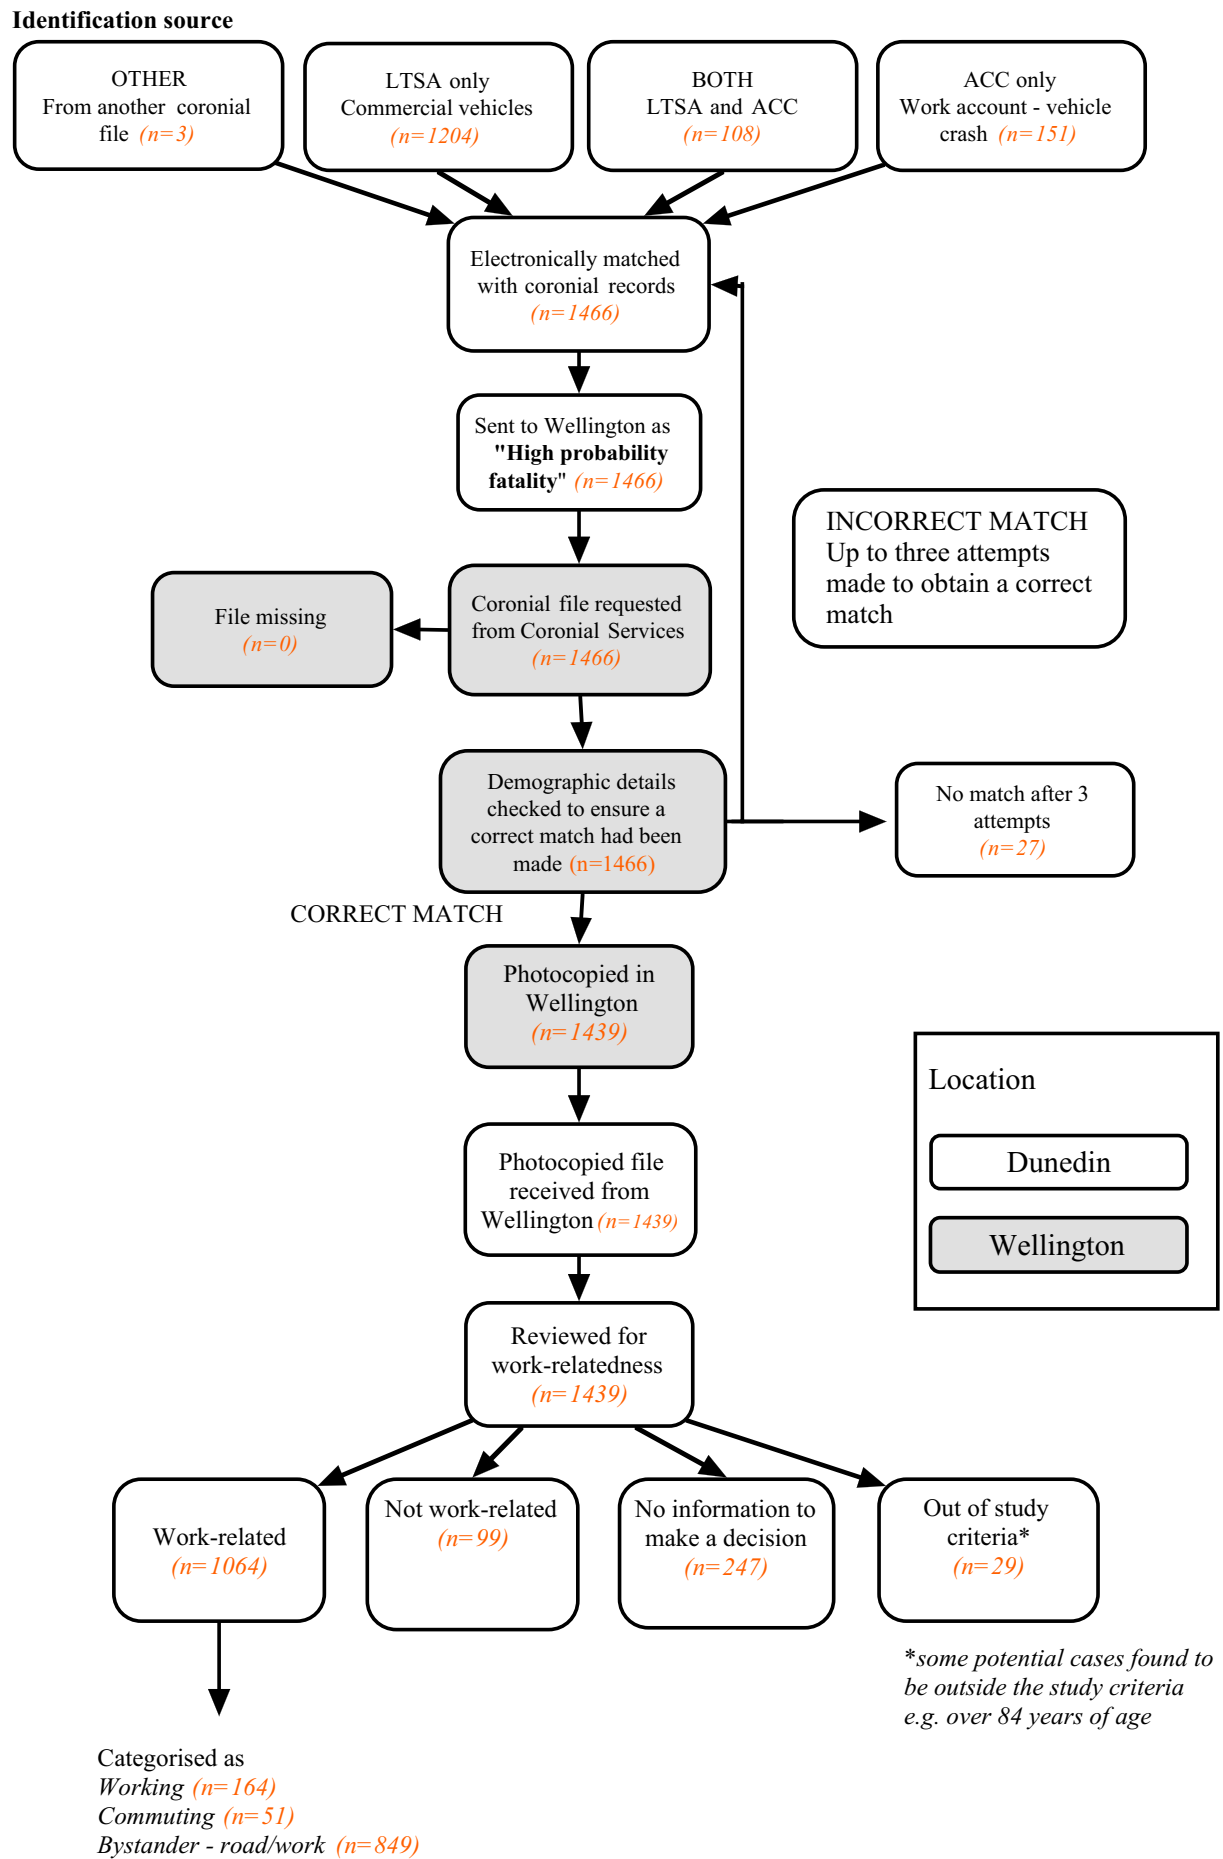 Identification source
OTHER
From another coronial
file (n=3)
LTSA only
Commercial vehicles
(n=1204)
BOTH
LTSA and ACC
(n=108)
ACC only
Work account - vehicle
crash (n=151)
Electronically matched
with coronial records
(n=1466)
Sent to Wellington as
"High probability
fatality" (n=1466)
INCORRECT MATCH
Up to three attempts
made to obtain a correct
match
File missing
(n=0)
Coronial file requested
from Coronial Services
(n=1466)
Demographic details
checked to ensure a
correct match had been
made (n=1466)
No match after 3
attempts
(n=27)
CORRECT MATCH
Photocopied in
Wellington
(n=1439)
Location
Dunedin
Wellington
Photocopied file
received from
Wellington (n=1439)
Reviewed for
work-relatedness
(n=1439)
Work-related
(n=1064)
Not work-related
(n=99)
No information to
make a decision
(n=247)
Out of study
criteria*
(n=29)
*some potential cases found to
be outside the study criteria
e.g. over 84 years of age
Categorised as
Working (n=164)
Commuting (n=51)
Bystander - road/work (n=849)